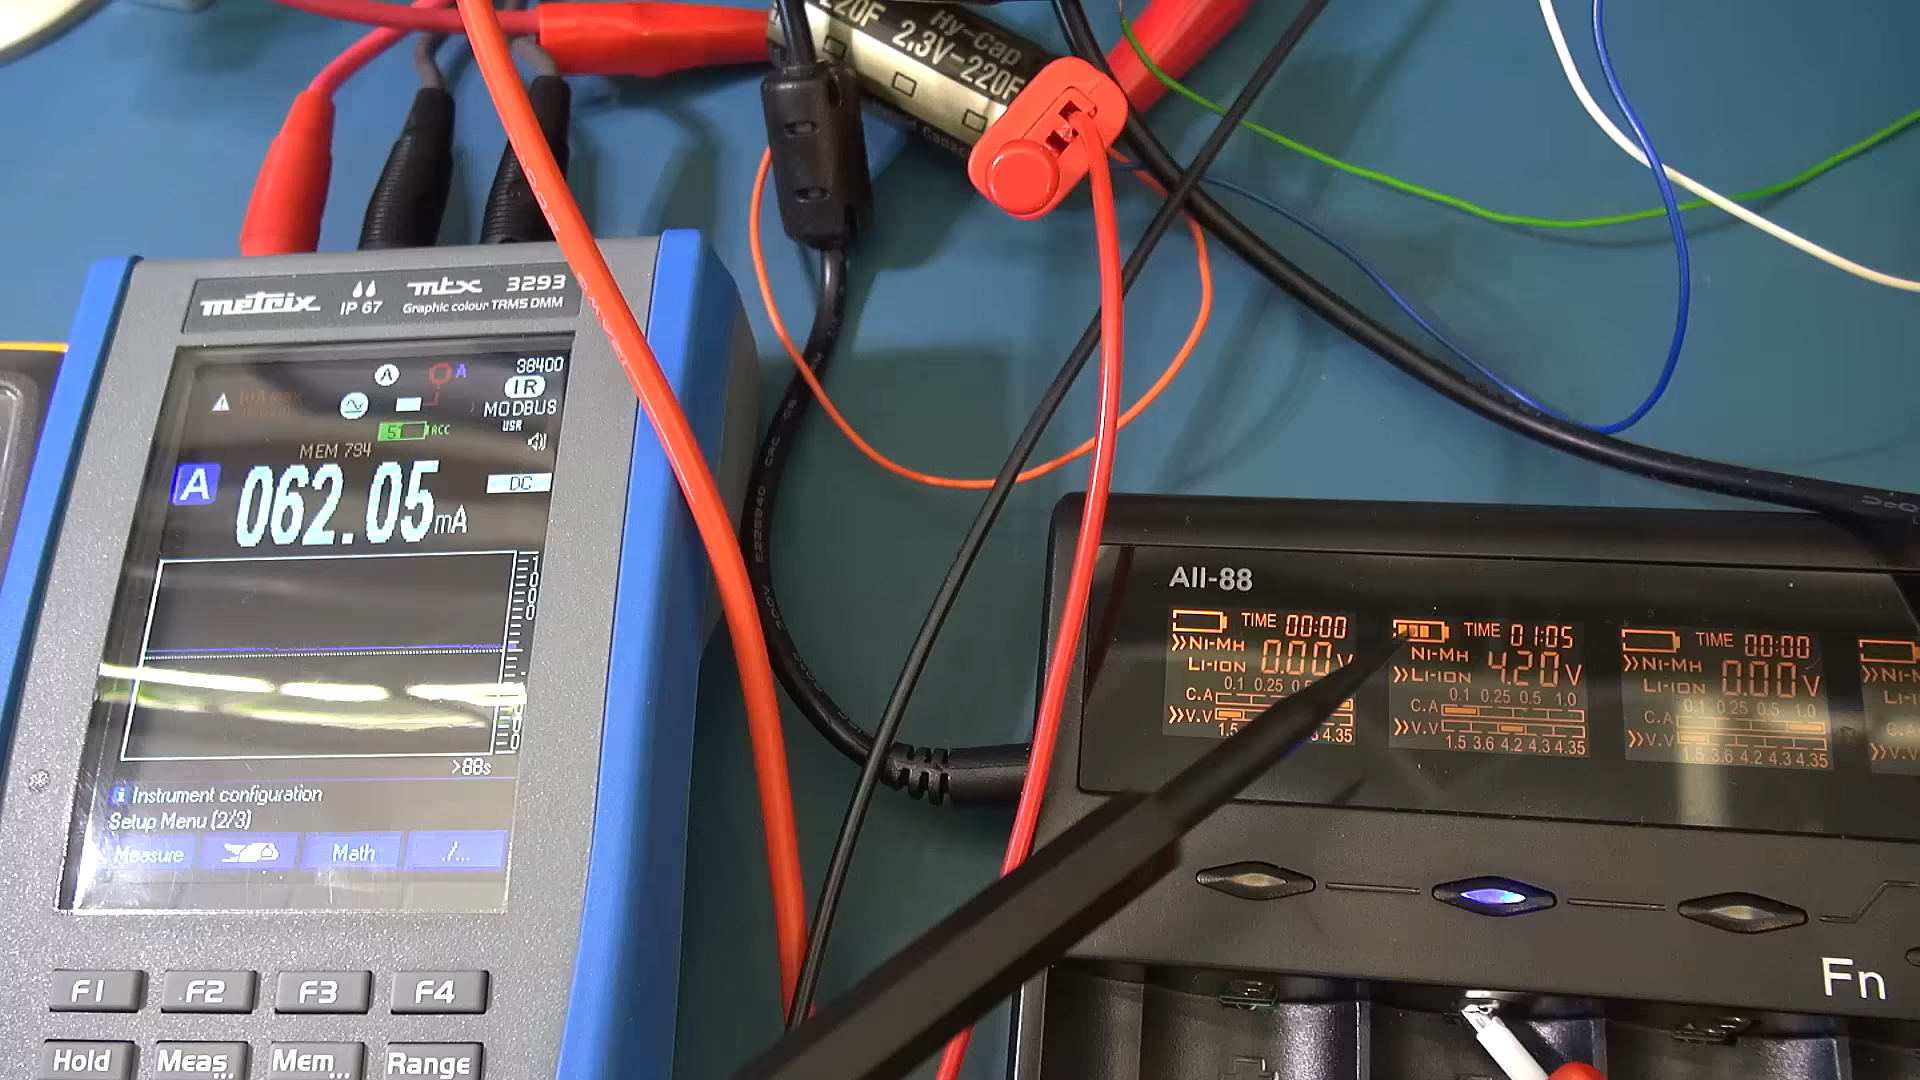 220F
Hy-Cap
2.3V-220F
metrix
IP 67
mtx 3293
Graphic colour TRMS DMM
38400
A
IR
MODBUS
USR
ACC
MEM 794
A
062.05mA
DC
>88s
Instrument configuration
Setup Menu (2/3)
Measure
Math
./...
F1
F2
F3
F4
Hold
Meas...
Mem...
Range
All-88
TIME 00:00
»Ni-MH
Li-ion 0.00V
0.1 0.25
C.A
»V.V
4.35
TIME 01:05
Ni-MH
»Li-ion 4.20V
0.1 0.25 0.5 1.0
C.A
»V.V
1.5 3.6 4.2 4.3 4.35
TIME 00:00
»Ni-MH
Li-ion 0.00V
0.1 0.25 0.5 1.0
C.A
»V.V
1.5 3.6 4.2 4.3 4.35
Fn